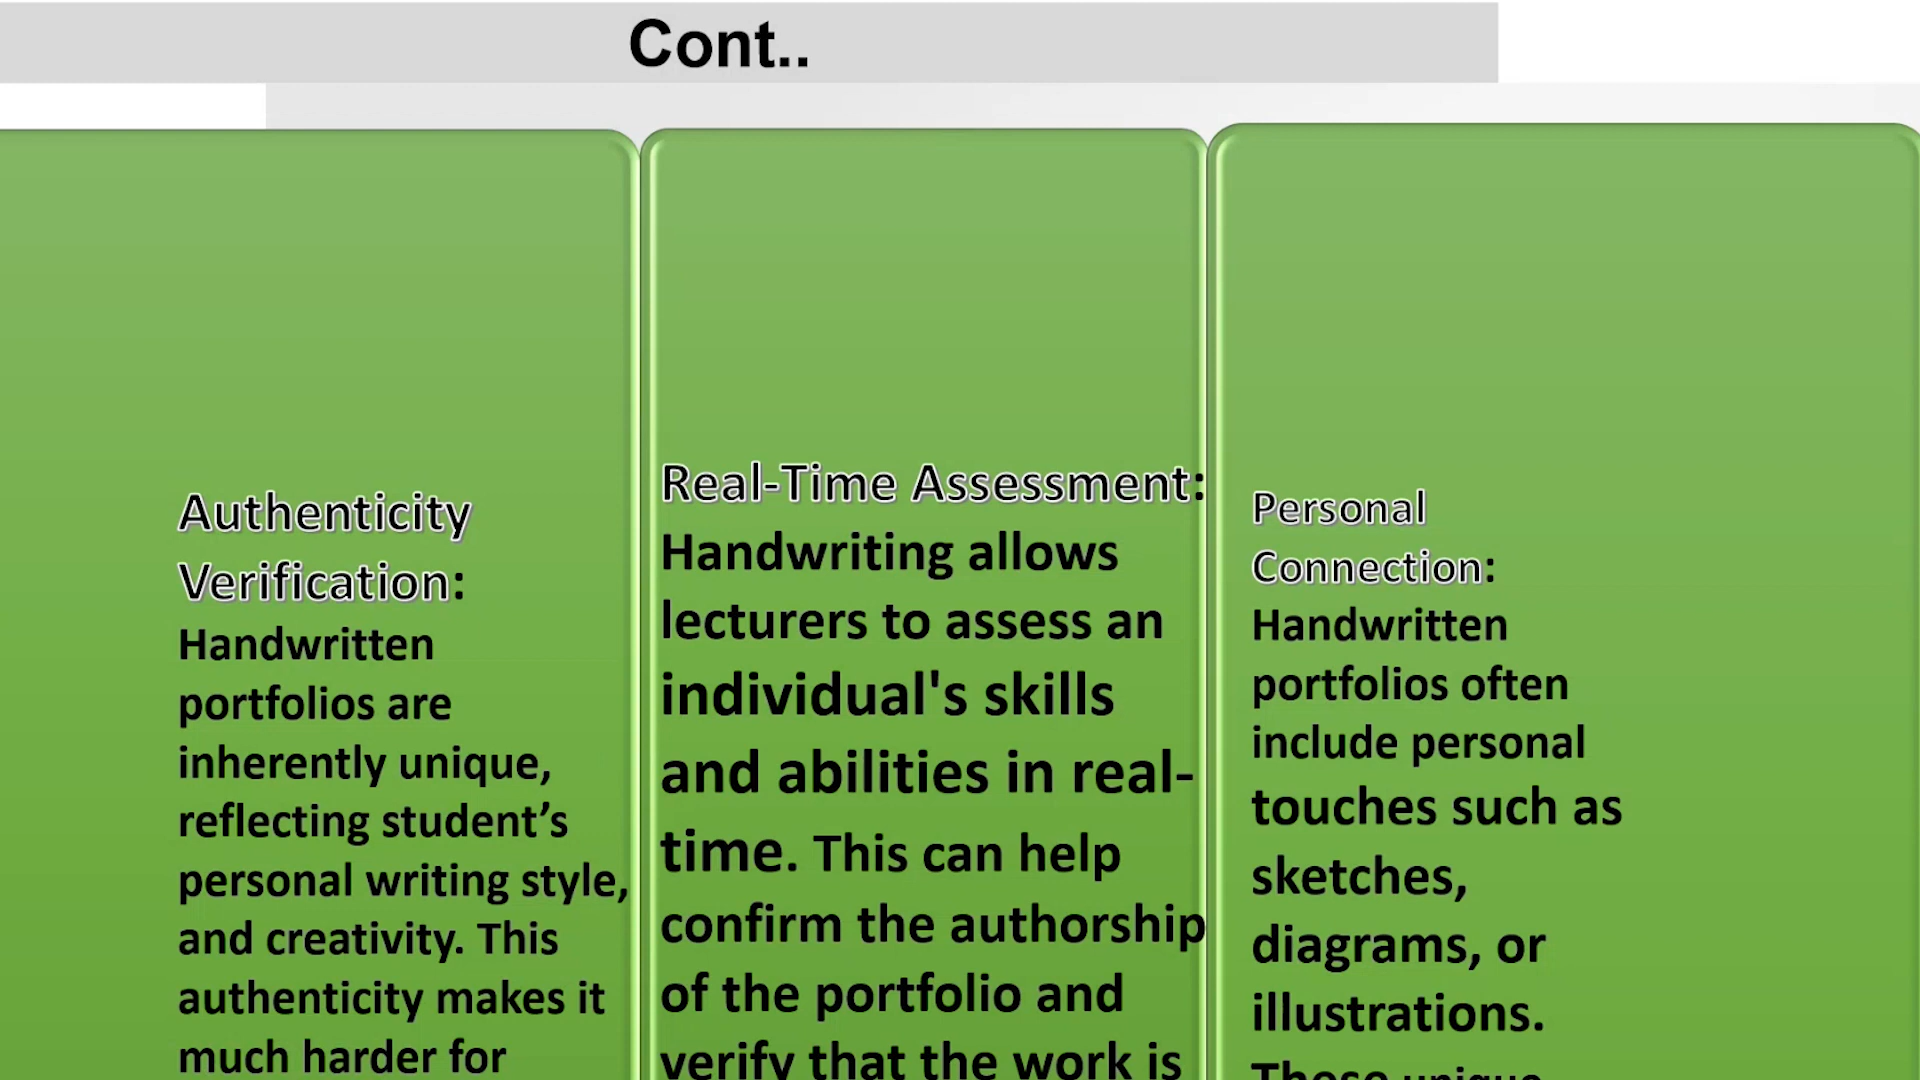 Cont..
Authenticity
Verification:
Handwritten
portfolios are
inherently unique,
reflecting student’s
personal writing style,
and creativity. This
authenticity makes it
much harder for
Real-Time Assessment:
Handwriting allows
lecturers to assess an
individual's skills
and abilities in real-
time. This can help
confirm the authorship
of the portfolio and
verify that the work is
Personal
Connection:
Handwritten
portfolios often
include personal
touches such as
sketches,
diagrams, or
illustrations.
These unique